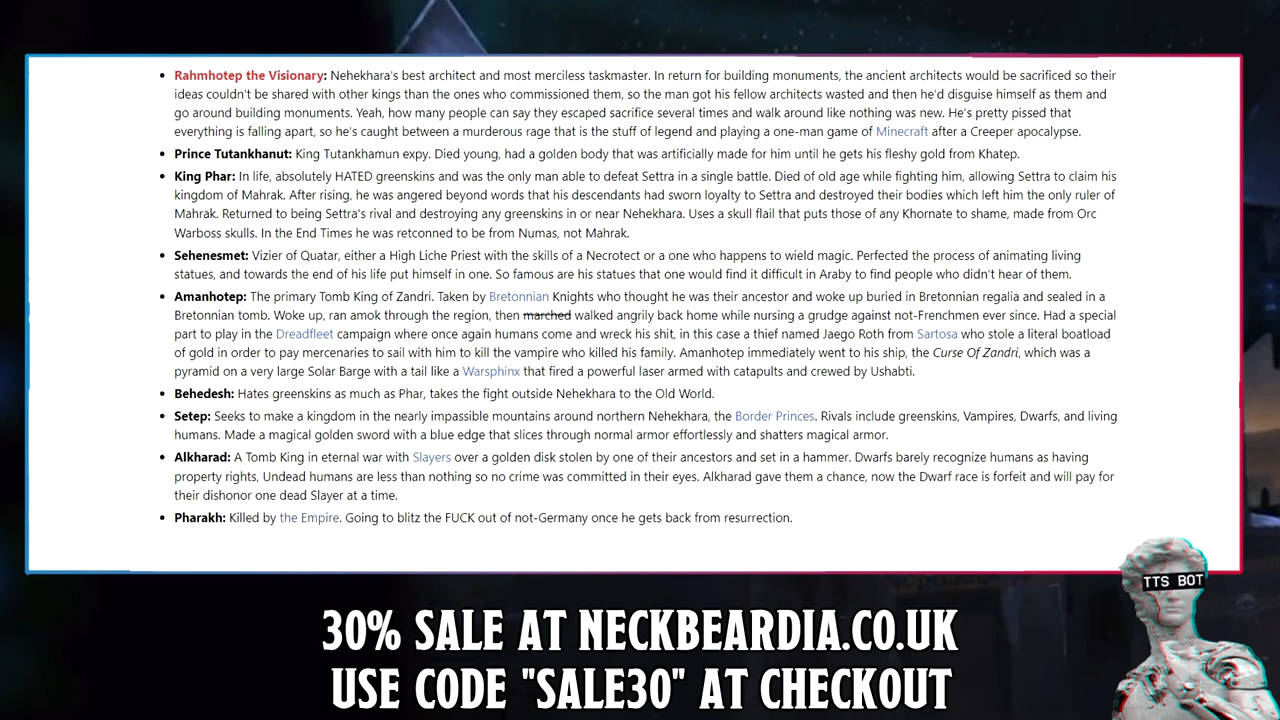 • Rahmhotep the Visionary: Nehekhara's best architect and most merciless taskmaster. In return for building monuments, the ancient architects would be sacrificed so their
ideas couldn't be shared with other kings than the ones who commissioned them, so the man got his fellow architects wasted and then he'd disguise himself as them and
go around building monuments. Yeah, how many people can say they escaped sacrifice several times and walk around like nothing was new. He's pretty pissed that
everything is falling apart, so he's caught between a murderous rage that is the stuff of legend and playing a one-man game of Minecraft after a Creeper apocalypse.
• Prince Tutankhanut: King Tutankhamun expy. Died young, had a golden body that was artificially made for him until he gets his fleshy gold from Khatep.
• King Phar: In life, absolutely HATED greenskins and was the only man able to defeat Settra in a single battle. Died of old age while fighting him, allowing Settra to claim his
kingdom of Mahrak. After rising, he was angered beyond words that his descendants had sworn loyalty to Settra and destroyed their bodies which left him the only ruler of
Mahrak. Returned to being Settra's rival and destroying any greenskins in or near Nehekhara. Uses a skull flail that puts those of any Khornate to shame, made from Orc
Warboss skulls. In the End Times he was retconned to be from Numas, not Mahrak.
• Sehenesmet: Vizier of Quatar, either a High Liche Priest with the skills of a Necrotect or a one who happens to wield magic. Perfected the process of animating living
statues, and towards the end of his life put himself in one. So famous are his statues that one would find it difficult in Araby to find people who didn't hear of them.
• Amanhotep: The primary Tomb King of Zandri. Taken by Bretonnian Knights who thought he was their ancestor and woke up buried in Bretonnian regalia and sealed in a
Bretonnian tomb. Woke up, ran amok through the region, then marched walked angrily back home while nursing a grudge against not-Frenchmen ever since. Had a special
part to play in the Dreadfleet campaign where once again humans come and wreck his shit, in this case a thief named Jaego Roth from Sartosa who stole a literal boatload
of gold in order to pay mercenaries to sail with him to kill the vampire who killed his family. Amanhotep immediately went to his ship, the Curse Of Zandri, which was a
pyramid on a very large Solar Barge with a tail like a Warsphinx that fired a powerful laser armed with catapults and crewed by Ushabti.
• Behedesh: Hates greenskins as much as Phar, takes the fight outside Nehekhara to the Old World.
• Setep: Seeks to make a kingdom in the nearly impassible mountains around northern Nehekhara, the Border Princes. Rivals include greenskins, Vampires, Dwarfs, and living
humans. Made a magical golden sword with a blue edge that slices through normal armor effortlessly and shatters magical armor.
• Alkharad: A Tomb King in eternal war with Slayers over a golden disk stolen by one of their ancestors and set in a hammer. Dwarfs barely recognize humans as having
property rights, Undead humans are less than nothing so no crime was committed in their eyes. Alkharad gave them a chance, now the Dwarf race is forfeit and will pay for
their dishonor one dead Slayer at a time.
• Pharakh: Killed by the Empire. Going to blitz the FUCK out of not-Germany once he gets back from resurrection.
TTS BOT
30% SALE AT NECKBEARDIA.CO.UK
USE CODE "SALE30" AT CHECKOUT